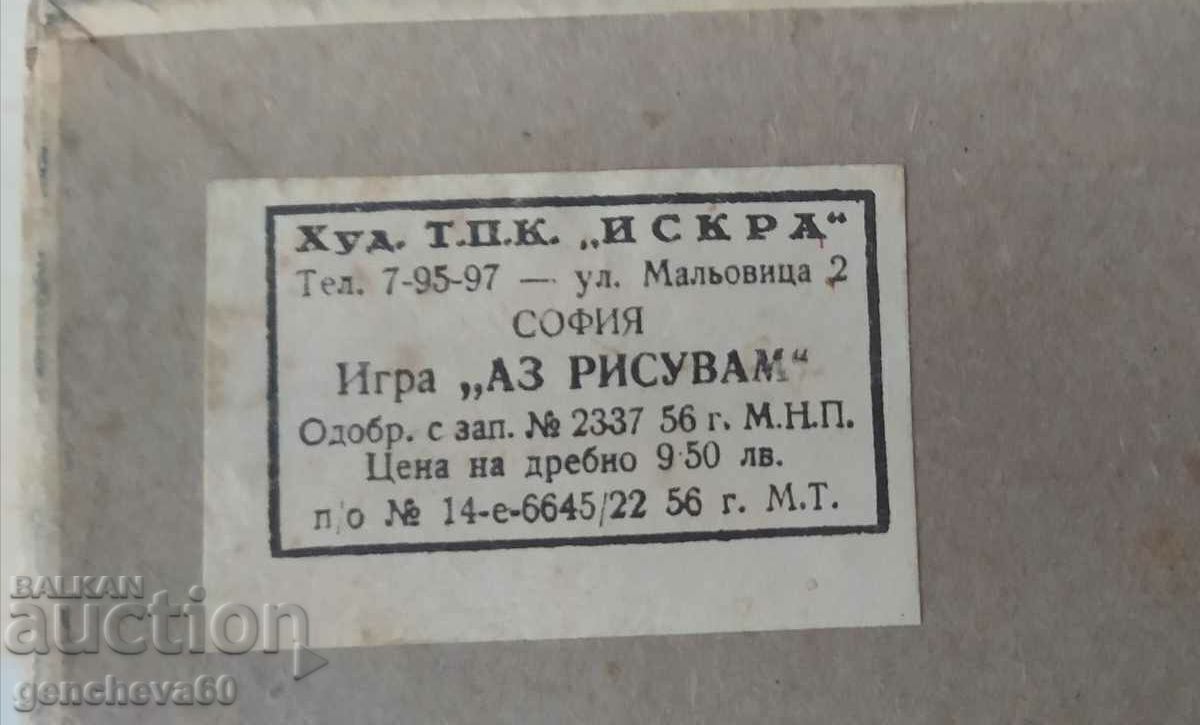 Худ. Т.П.К. „ИСКРА“
Тел. 7-95-97 — ул. Мальовица 2
СОФИЯ
Игра „АЗ РИСУВАМ“
Одобр. с зап. № 2337 56 г. М.Н.П.
Цена на дребно 9·50 лв.
п/о № 14-е-6645/22 56 г. М.Т.
BALKAN
auction
gencheva60